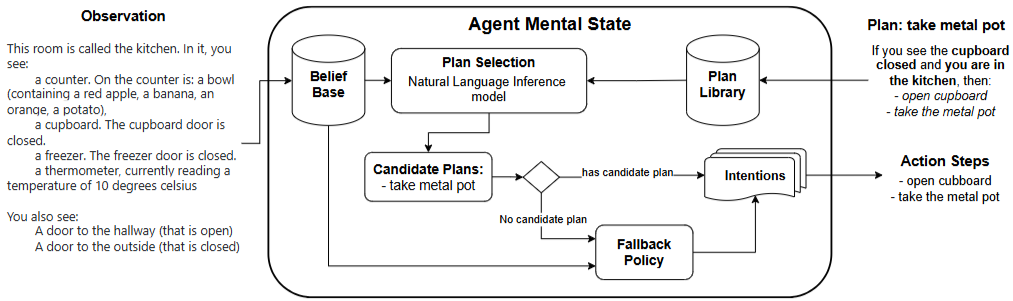 Observation
This room is called the kitchen. In it, you
see:
a counter. On the counter is: a bowl
(containing a red apple, a banana, an
orange, a potato),
a cupboard. The cupboard door is
closed.
a freezer. The freezer door is closed.
a thermometer, currently reading a
temperature of 10 degrees celsius
You also see:
A door to the hallway (that is open)
A door to the outside (that is closed)
Agent Mental State
Belief
Base
Plan Selection
Natural Language Inference
model
Plan
Library
Candidate Plans:
- take metal pot
has candidate plan
No candidate plan
Intentions
Fallback
Policy
Plan: take metal pot
If you see the cupboard
closed and you are in
the kitchen, then:
- open cupboard
- take the metal pot
Action Steps
- open cubboard
- take the metal pot